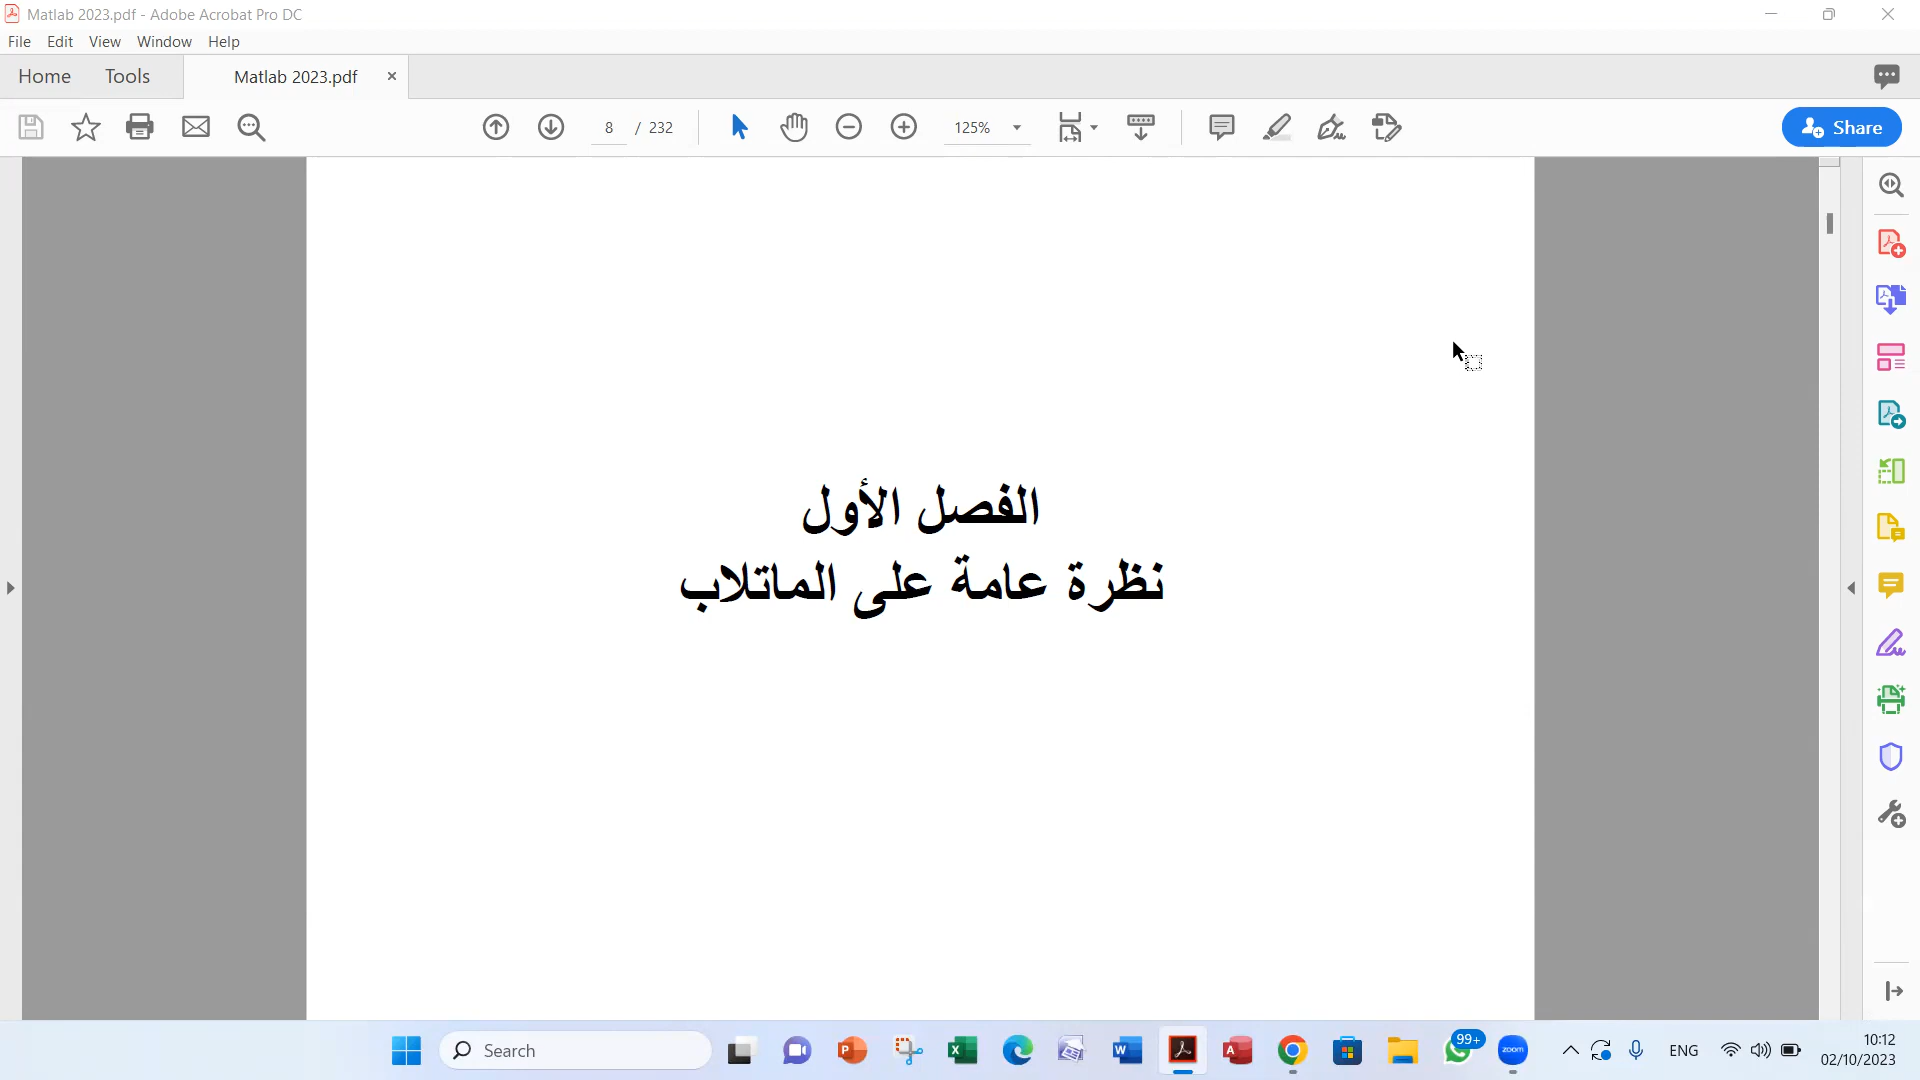 Matlab 2023.pdf - Adobe Acrobat Pro DC
File Edit View Window Help
Home Tools Matlab 2023.pdf
8 / 232 125% Share
الفصل الأول
نظرة عامة على الماتلاب
Search 99+ zoom ENG 10:12
02/10/2023